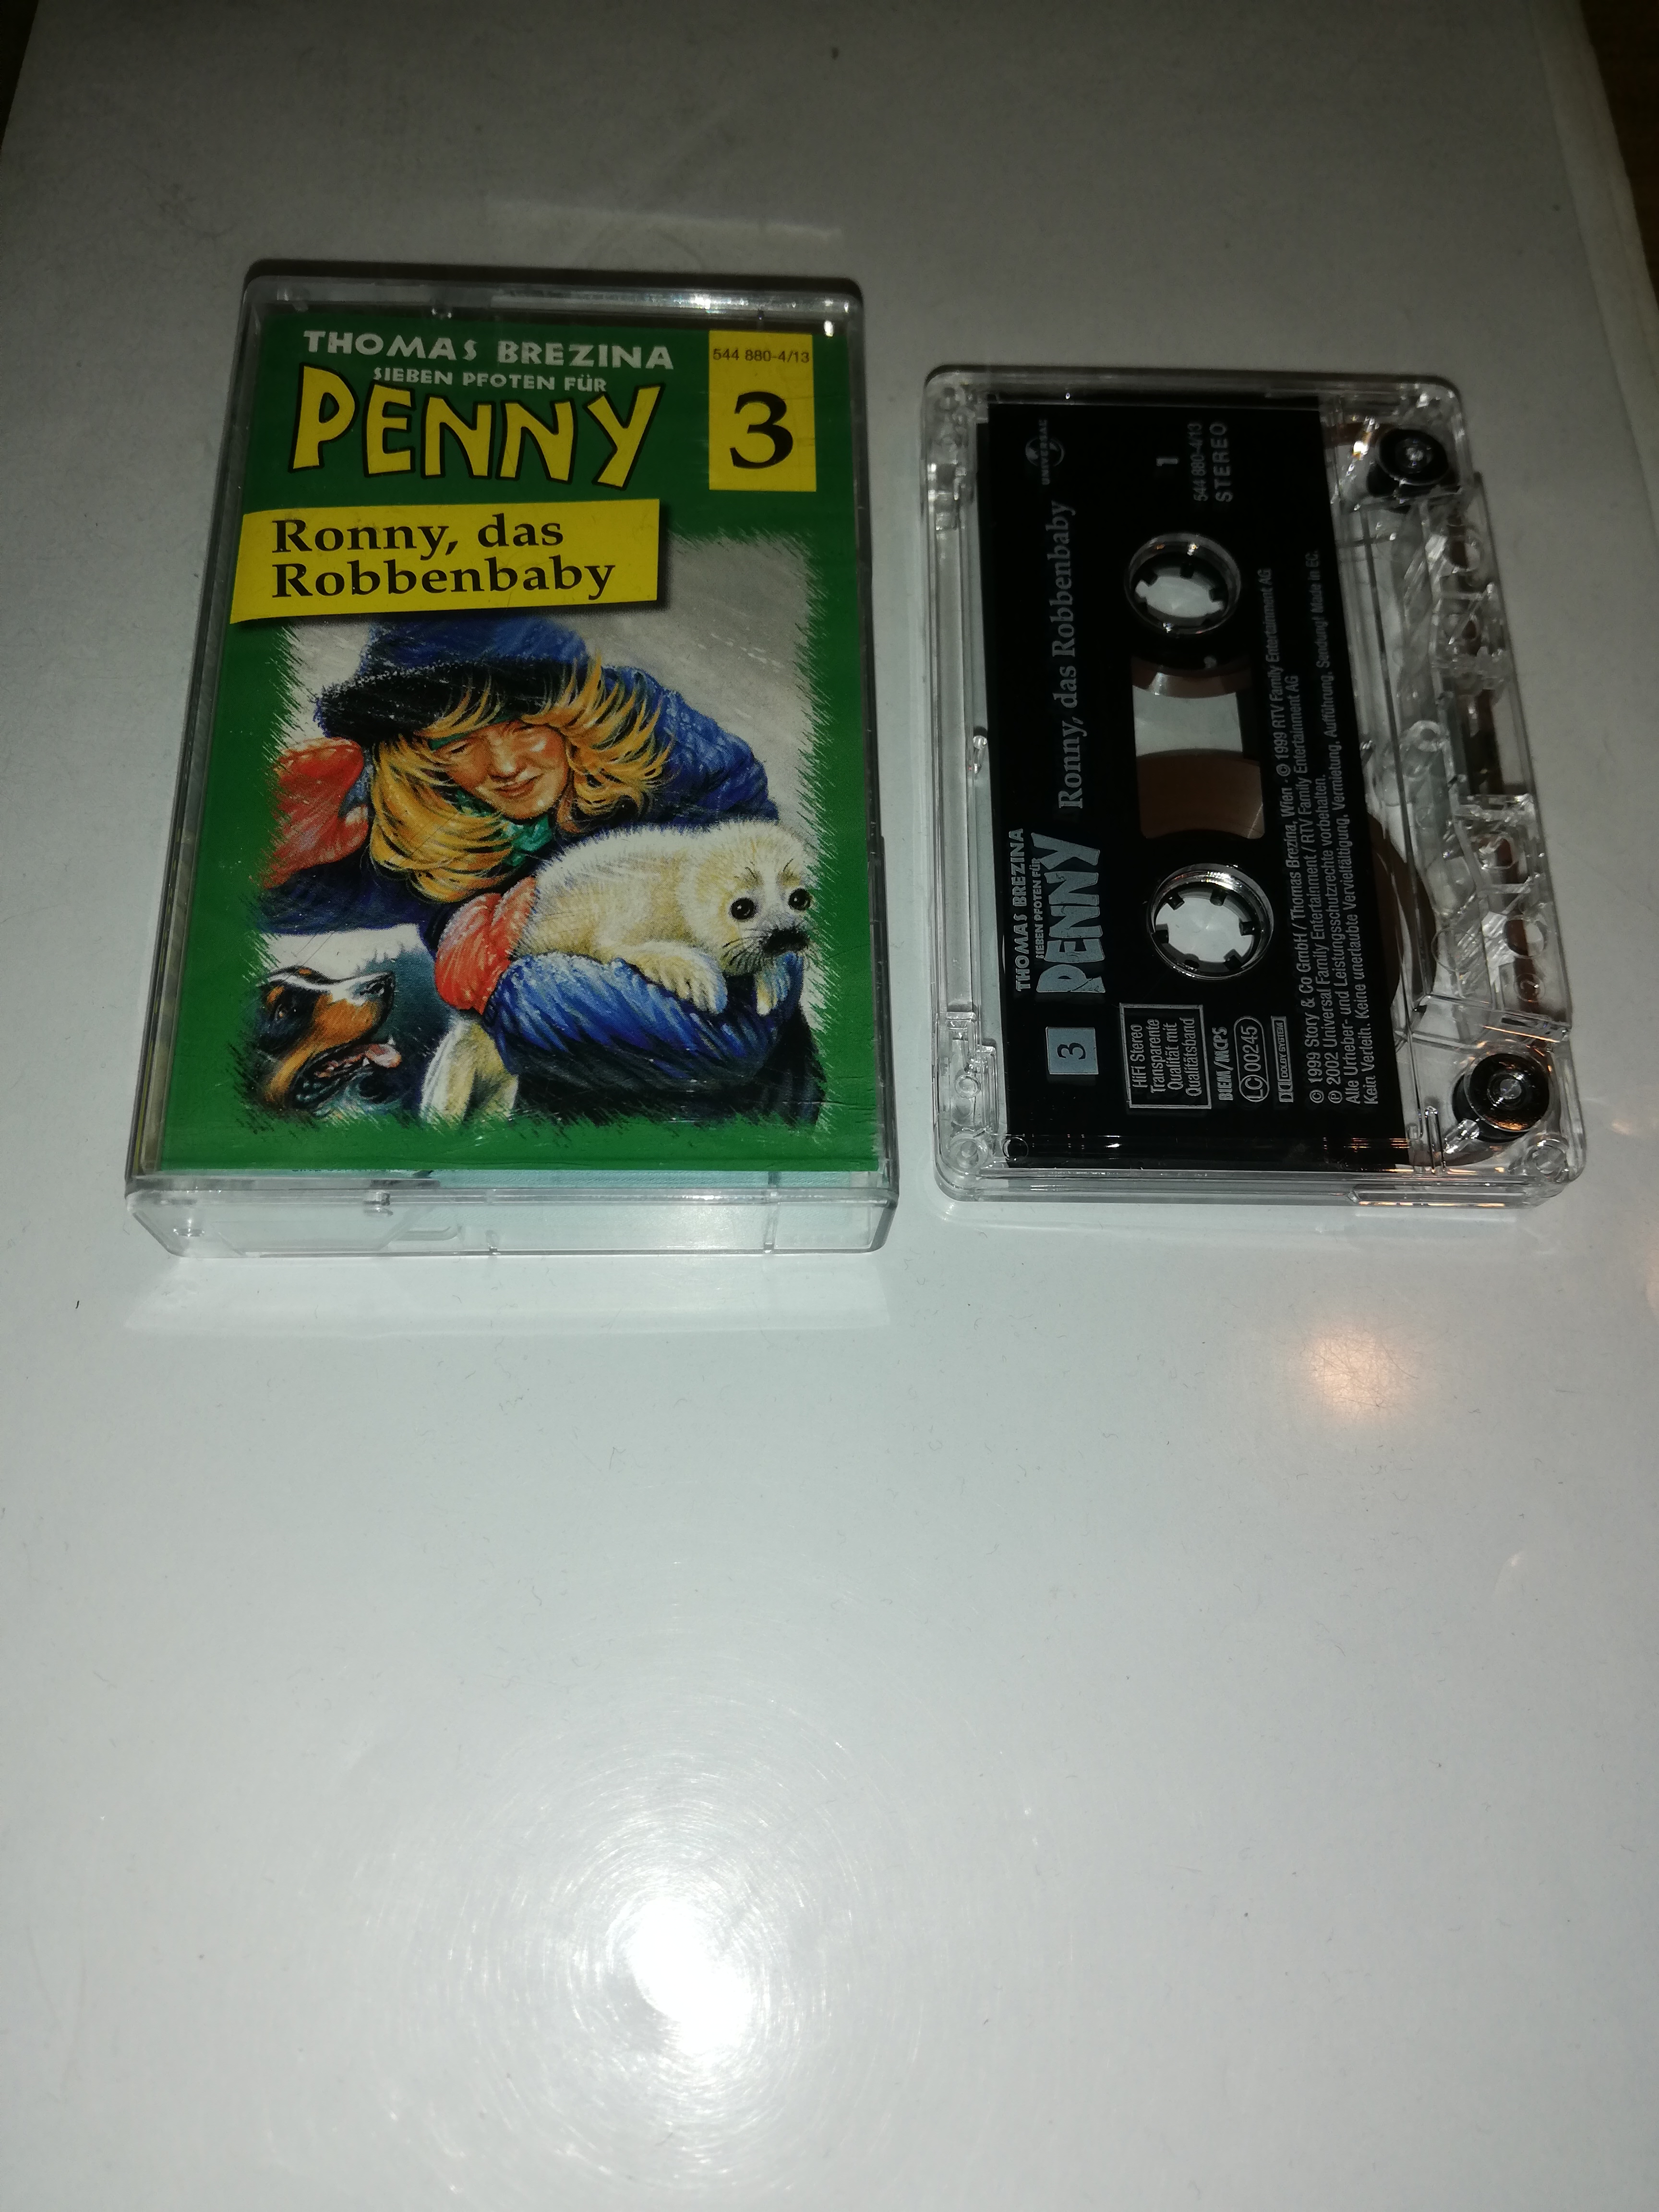 THOMAS BREZINA
SIEBEN PFOTEN FÜR
PENNY
544 880-4/13
3
Ronny, das
Robbenbaby
THOMAS BREZINA
SIEBEN PFOTEN FÜR
PENNY
Ronny, das Robbenbaby
UNIVERSAL
3
1
544 880-4/13
STEREO
HiFi Stereo
Transparente
Qualität mit
Qualitätsband
BIEM/MCPS
LC 00245
DOLBY SYSTEM
© 1999 Story & Co GmbH / Thomas Brezina, Wien · © 1999 RTV Family Entertainment AG
℗ 2002 Universal Family Entertainment / RTV Family Entertainment AG
Alle Urheber- und Leistungsschutzrechte vorbehalten.
Kein Verleih. Keine unerlaubte Vervielfältigung, Vermietung, Aufführung, Sendung! Made in EC.